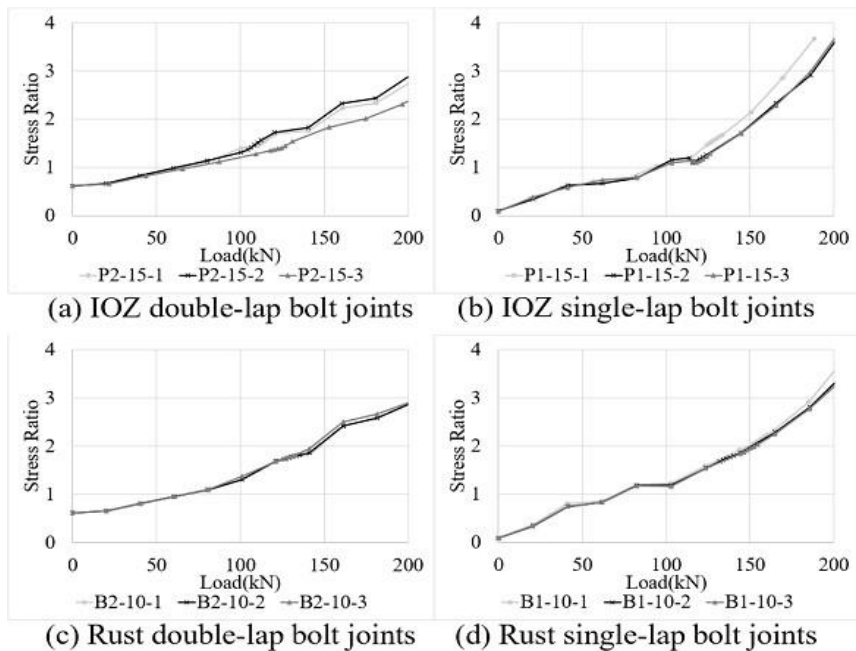 4
3
2
1
0
Stress Ratio
0 50 100 150 200
Load(kN)
P2-15-1 P2-15-2 P2-15-3
(a) IOZ double-lap bolt joints
4
3
2
1
0
Stress Ratio
0 50 100 150 200
Load(kN)
P1-15-1 P1-15-2 P1-15-3
(b) IOZ single-lap bolt joints
4
3
2
1
0
Stress Ratio
0 50 100 150 200
Load(kN)
B2-10-1 B2-10-2 B2-10-3
(c) Rust double-lap bolt joints
4
3
2
1
0
Stress Ratio
0 50 100 150 200
Load(kN)
B1-10-1 B1-10-2 B1-10-3
(d) Rust single-lap bolt joints